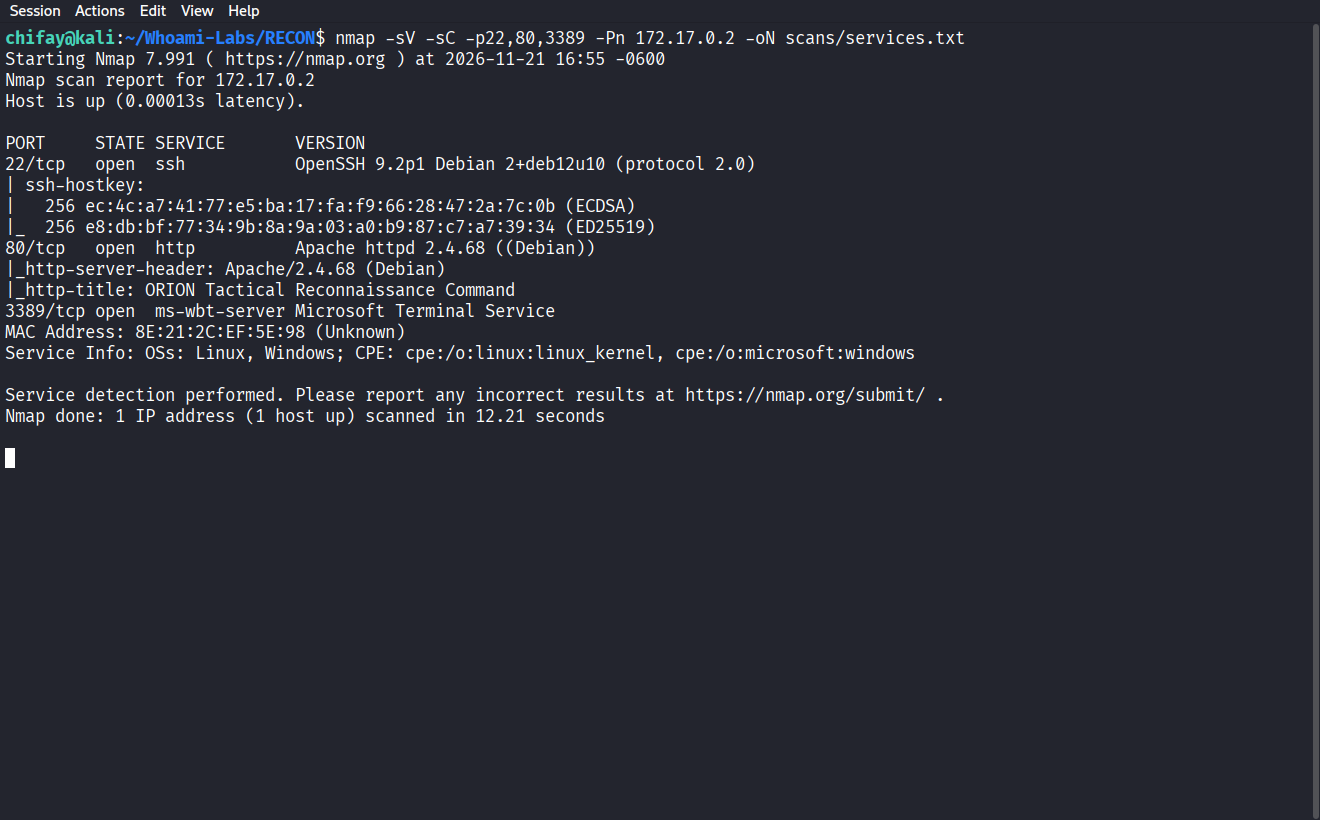 Session Actions Edit View Help
chifay@kali:~/Whoami-Labs/RECON$ nmap -sV -sC -p22,80,3389 -Pn 172.17.0.2 -oN scans/services.txt
Starting Nmap 7.991 ( https://nmap.org ) at 2026-11-21 16:55 -0600
Nmap scan report for 172.17.0.2
Host is up (0.00013s latency).

PORT     STATE SERVICE       VERSION
22/tcp   open  ssh           OpenSSH 9.2p1 Debian 2+deb12u10 (protocol 2.0)
| ssh-hostkey:
|   256 ec:4c:a7:41:77:e5:ba:17:fa:f9:66:28:47:2a:7c:0b (ECDSA)
|_  256 e8:db:bf:77:34:9b:8a:9a:03:a0:b9:87:c7:a7:39:34 (ED25519)
80/tcp   open  http          Apache httpd 2.4.68 ((Debian))
|_http-server-header: Apache/2.4.68 (Debian)
|_http-title: ORION Tactical Reconnaissance Command
3389/tcp open  ms-wbt-server Microsoft Terminal Service
MAC Address: 8E:21:2C:EF:5E:98 (Unknown)
Service Info: OSs: Linux, Windows; CPE: cpe:/o:linux:linux_kernel, cpe:/o:microsoft:windows

Service detection performed. Please report any incorrect results at https://nmap.org/submit/ .
Nmap done: 1 IP address (1 host up) scanned in 12.21 seconds